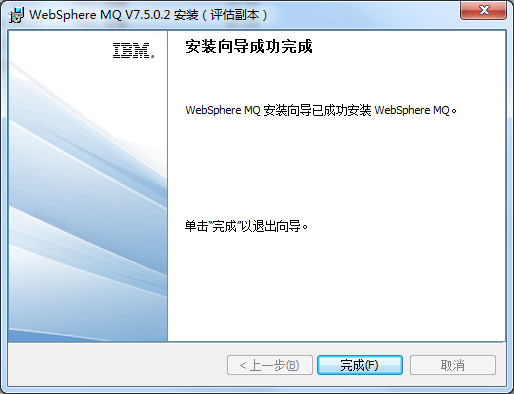 WebSphere MQ V7.5.0.2 安装（评估副本）
IBM.
安装向导成功完成
WebSphere MQ 安装向导已成功安装 WebSphere MQ。
单击"完成"以退出向导。
< 上一步(B)
完成(F)
取消